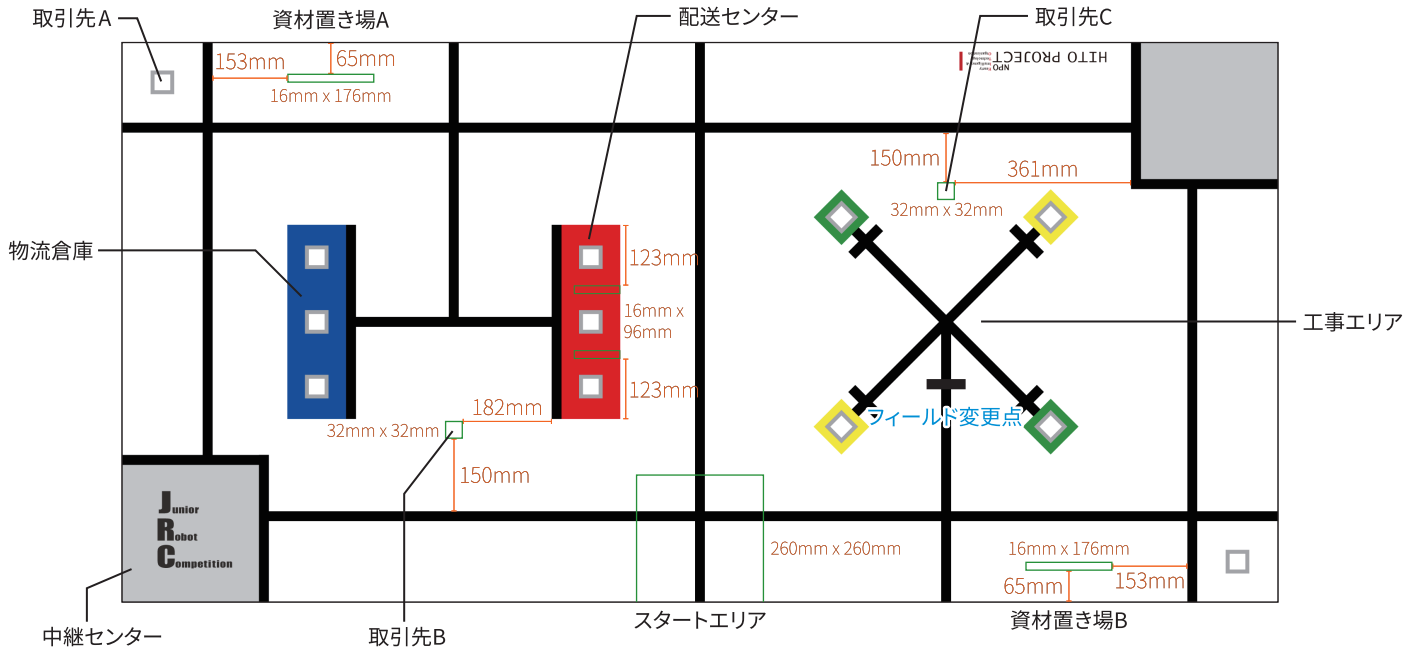 取引先A
資材置き場A
配送センター
取引先C
153mm
65mm
16mm x 176mm
HITO PROJECT
NPO
150mm
361mm
32mm x 32mm
物流倉庫
123mm
16mm x
96mm
123mm
工事エリア
フィールド変更点
182mm
32mm x 32mm
150mm
Junior
Robot
Competition
260mm x 260mm
16mm x 176mm
65mm
153mm
中継センター
取引先B
スタートエリア
資材置き場B